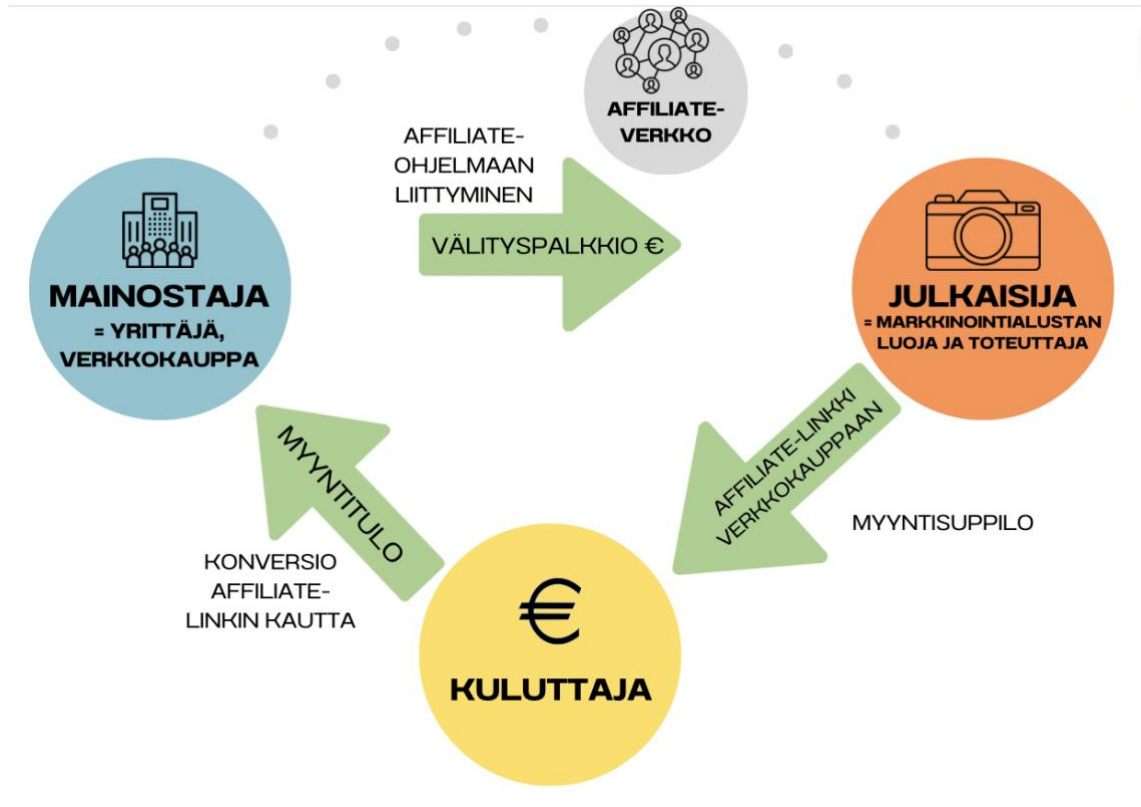 AFFILIATE-
VERKKO
AFFILIATE-
OHJELMAAN
LIITTYMINEN
VÄLITYSPALKKIO €
MAINOSTAJA
= YRITTÄJÄ,
VERKKOKAUPPA
JULKAISIJA
= MARKKINOINTIALUSTAN
LUOJA JA TOTEUTTAJA
AFFILIATE-LINKKI
VERKKOKAUPPAAN
MYYNTISUPPILO
MYYNTITULO
KONVERSIO
AFFILIATE-
LINKIN KAUTTA
€
KULUTTAJA